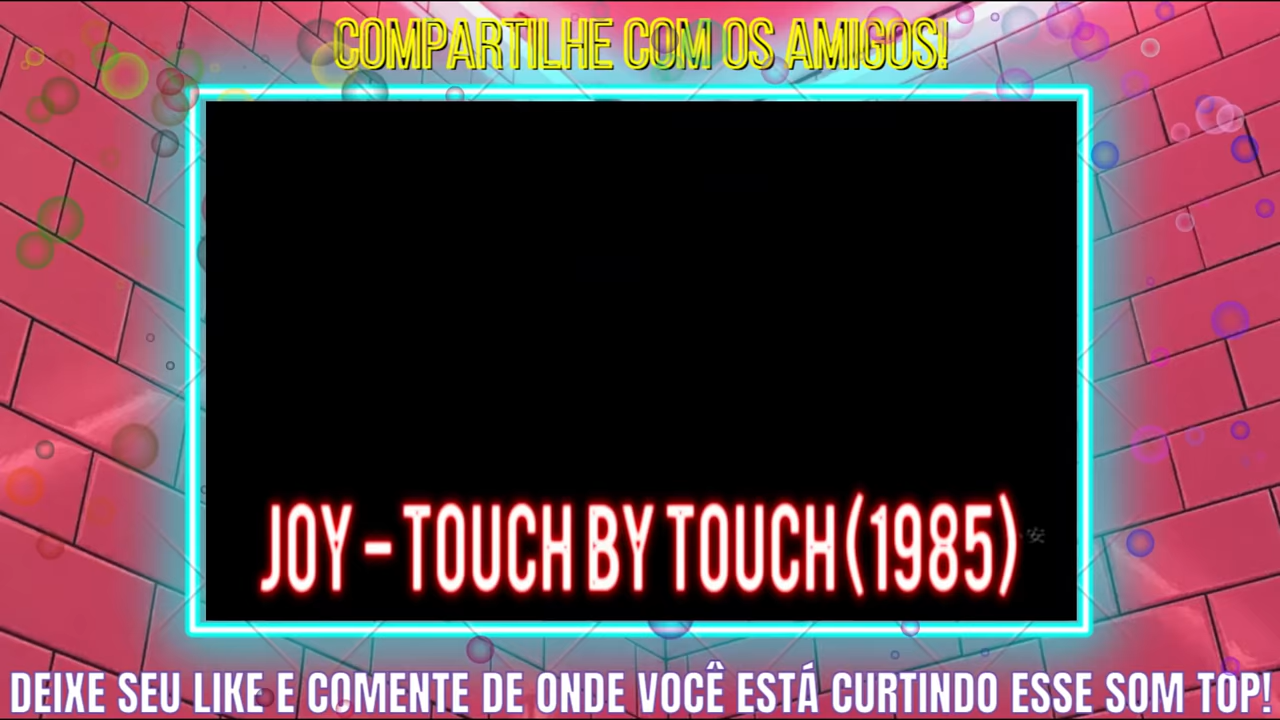 COMPARTILHE COM OS AMIGOS!
JOY - TOUCH BY TOUCH (1985)
安
DEIXE SEU LIKE E COMENTE DE ONDE VOCÊ ESTÁ CURTINDO ESSE SOM TOP!